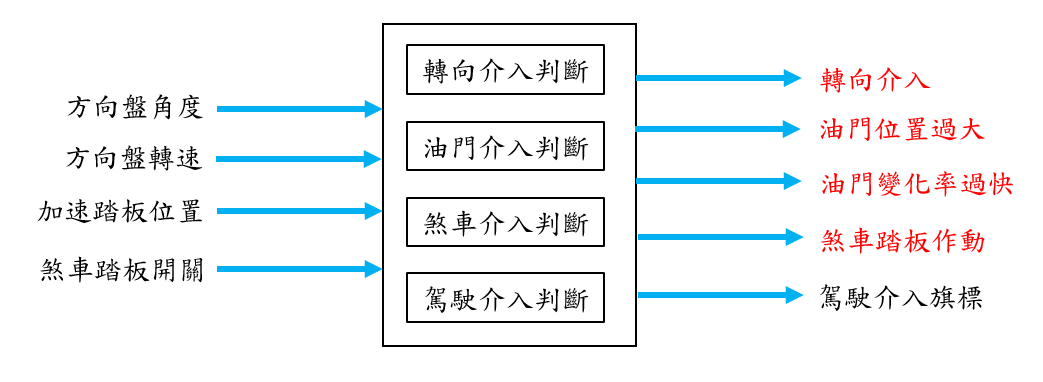 方向盤角度
方向盤轉速
加速踏板位置
煞車踏板開關
轉向介入判斷
油門介入判斷
煞車介入判斷
駕駛介入判斷
轉向介入
油門位置過大
油門變化率過快
煞車踏板作動
駕駛介入旗標